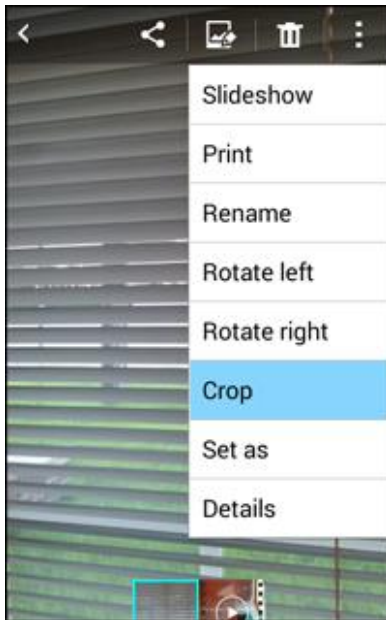 Slideshow
Print
Rename
Rotate left
Rotate right
Crop
Set as
Details